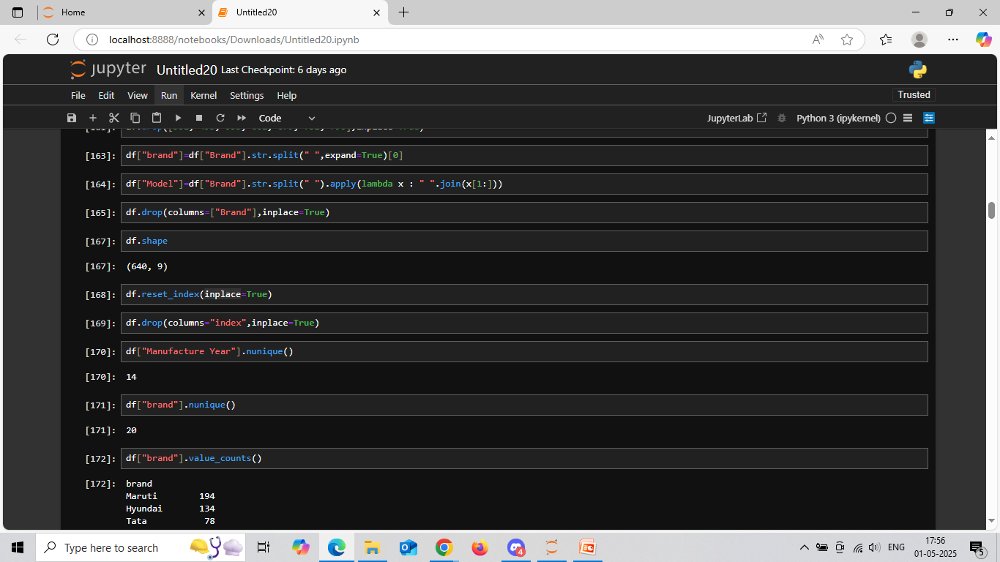 Home
Untitled20
localhost:8888/notebooks/Downloads/Untitled20.ipynb
jupyter Untitled20 Last Checkpoint: 6 days ago
File Edit View Run Kernel Settings Help Trusted
Code JupyterLab Python 3 (ipykernel)
[163]: df["brand"]=df["Brand"].str.split(" ",expand=True)[0]
[164]: df["Model"]=df["Brand"].str.split(" ").apply(lambda x : " ".join(x[1:]))
[165]: df.drop(columns=["Brand"],inplace=True)
[167]: df.shape
[167]: (640, 9)
[168]: df.reset_index(inplace=True)
[169]: df.drop(columns="index",inplace=True)
[170]: df["Manufacture Year"].nunique()
[170]: 14
[171]: df["brand"].nunique()
[171]: 20
[172]: df["brand"].value_counts()
[172]: brand
Maruti 194
Hyundai 134
Tata 78
Type here to search
4
ENG
17:56
01-05-2025
5